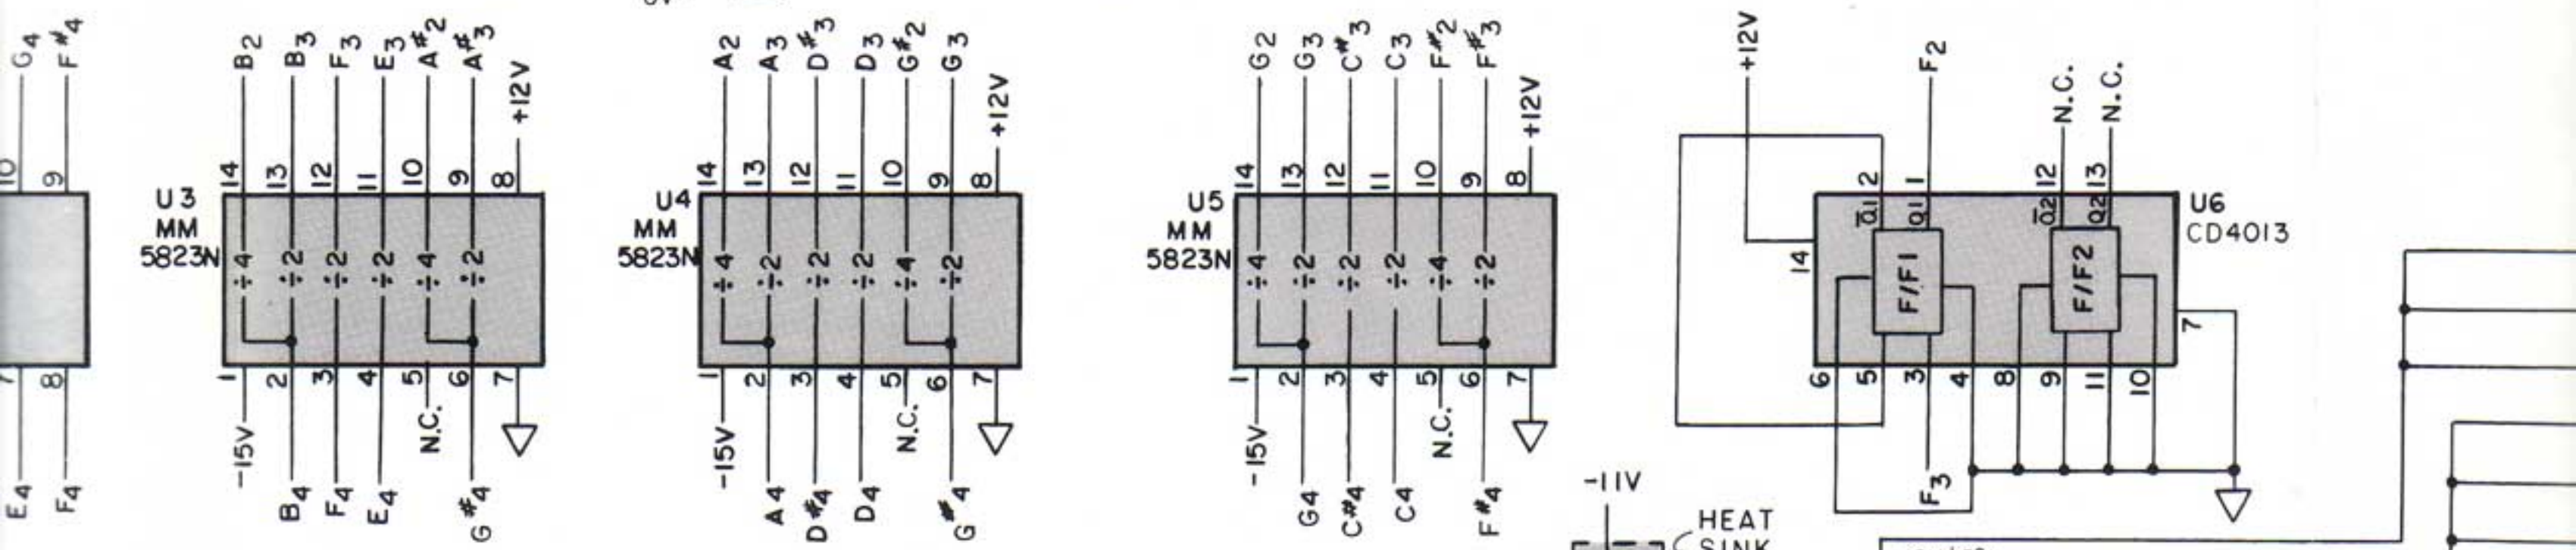 G4 F#4
10 9
7 8
E4 F4
B2 B3 F3 E3 A#2 A#3 +12V
14 13 12 11 10 9 8
U3
MM
5823N
÷4 ÷2 ÷2 ÷2 ÷4 ÷2
1 2 3 4 5 6 7
-15V B4 F4 E4 N.C. G#4
A2 A3 D#3 D3 G#2 G3 +12V
14 13 12 11 10 9 8
U4
MM
5823N
÷4 ÷2 ÷2 ÷2 ÷4 ÷2
1 2 3 4 5 6 7
-15V A4 D#4 D4 N.C. G#4
G2 G3 C#3 C3 F#2 F#3 +12V
14 13 12 11 10 9 8
U5
MM
5823N
÷4 ÷2 ÷2 ÷2 ÷4 ÷2
1 2 3 4 5 6 7
-15V G4 C#4 C4 N.C. F#4
+12V F2 N.C. N.C.
2 1 12 13
Q1 Q1 Q2 Q2
U6
CD4013
14 F/F1 F/F2 7
6 5 3 4 8 9 11 10
F3
-11V
HEAT
SINK